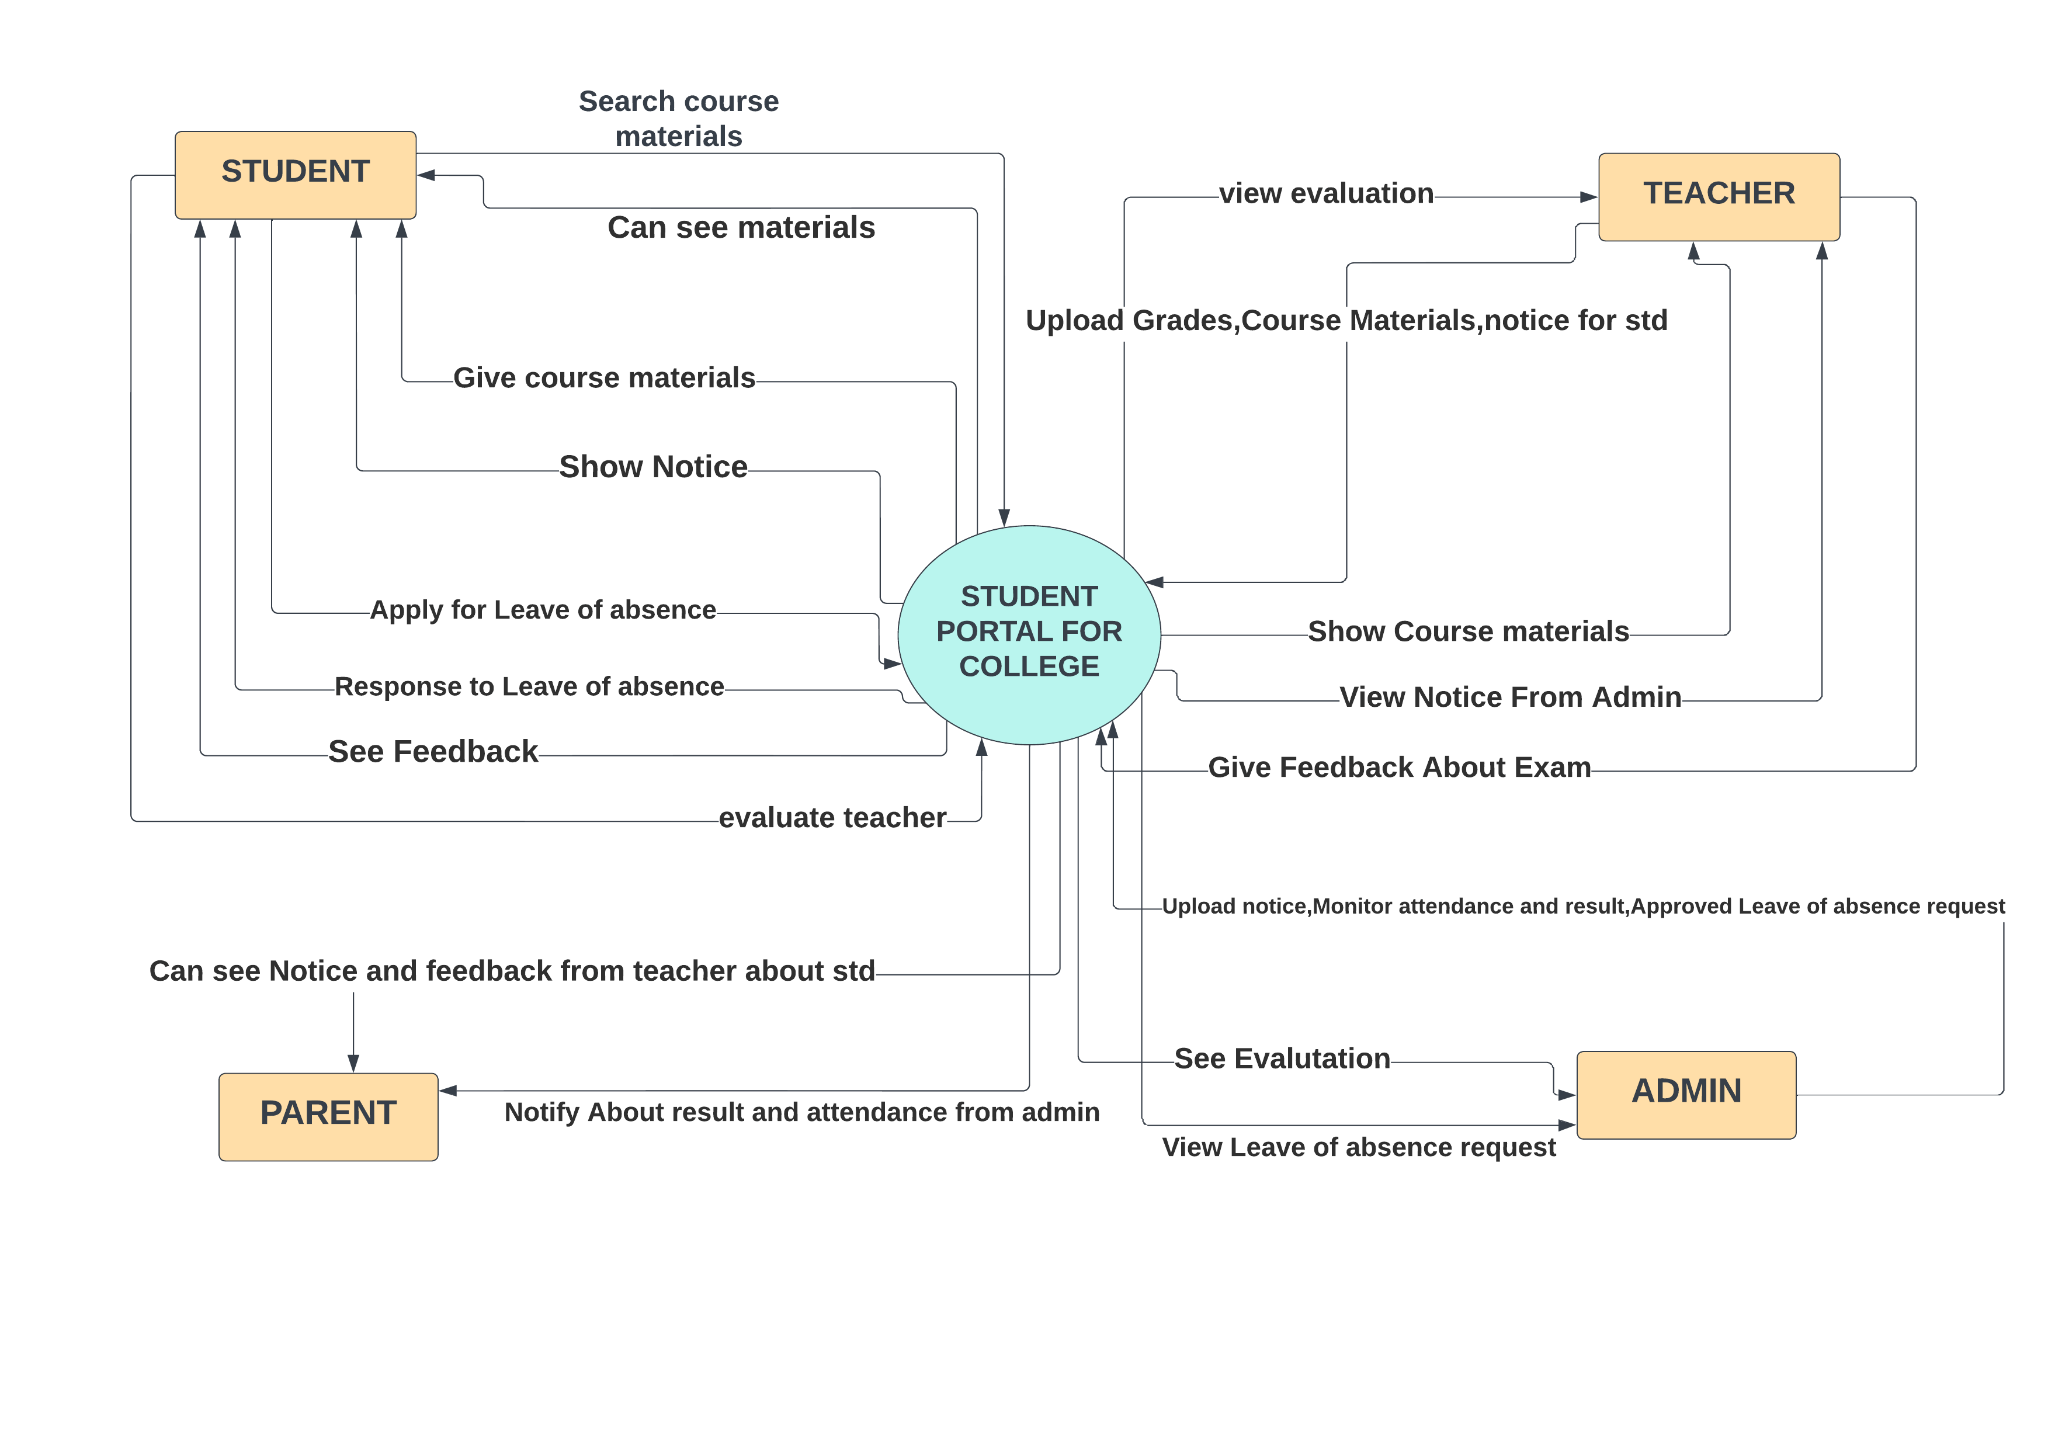 Search course
materials
STUDENT
TEACHER
view evaluation
Can see materials
Upload Grades,Course Materials,notice for std
Give course materials
Show Notice
STUDENT
PORTAL FOR
COLLEGE
Apply for Leave of absence
Show Course materials
Response to Leave of absence
View Notice From Admin
See Feedback
Give Feedback About Exam
evaluate teacher
Upload notice,Monitor attendance and result,Approved Leave of absence request
Can see Notice and feedback from teacher about std
See Evalutation
ADMIN
PARENT
Notify About result and attendance from admin
View Leave of absence request